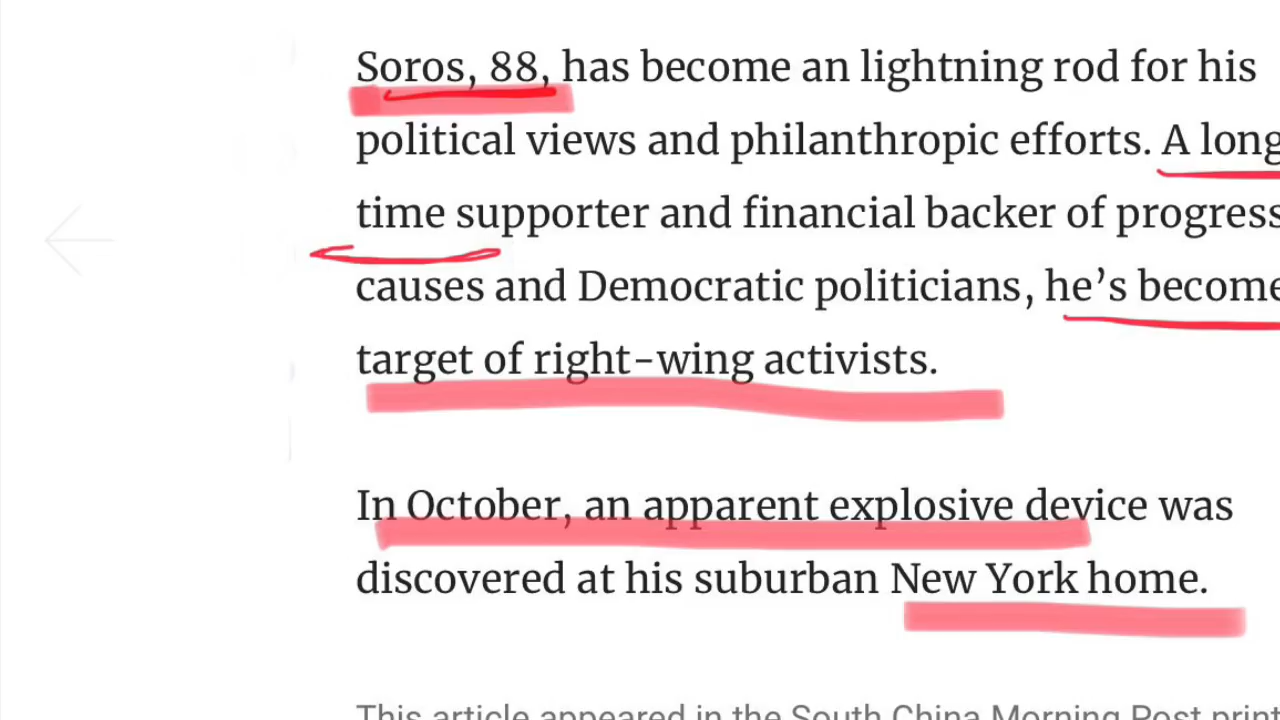 Soros, 88, has become an lightning rod for his
political views and philanthropic efforts. A long
time supporter and financial backer of progress
causes and Democratic politicians, he’s become
target of right-wing activists.
In October, an apparent explosive device was
discovered at his suburban New York home.
This article appeared in the South China Morning Post print